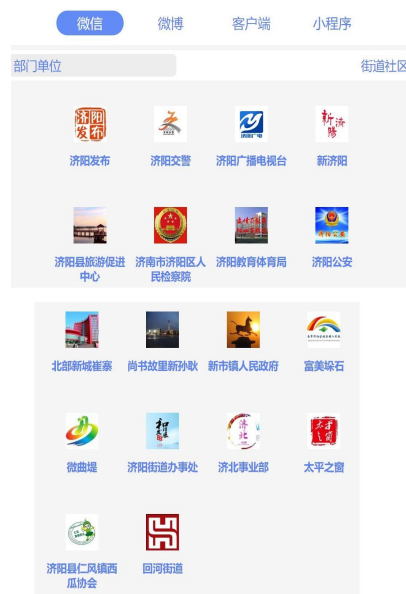 微信 微博 客户端 小程序
部门单位 街道社区
济阳发布 济阳交警 济阳广播电视台 新济阳
济阳县旅游促进 济南市济阳区人 济阳教育体育局 济阳公安
中心 民检察院
北部新城崔寨 尚书故里新孙耿 新市镇人民政府 富美垛石
微曲堤 济阳街道办事处 济北事业部 太平之窗
济阳县仁风镇西 回河街道
瓜协会